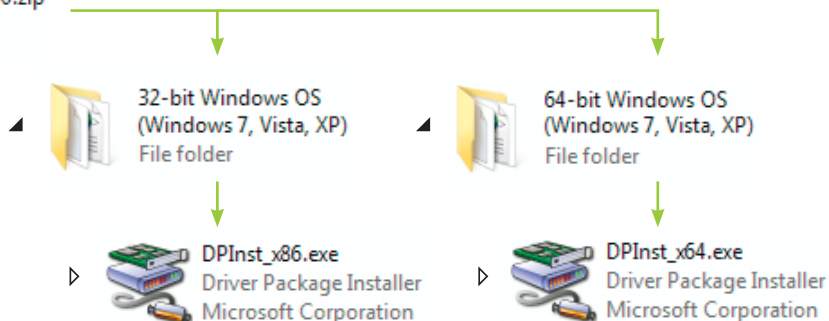 32-bit Windows OS
(Windows 7, Vista, XP)
File folder
64-bit Windows OS
(Windows 7, Vista, XP)
File folder
DPInst_x86.exe
Driver Package Installer
Microsoft Corporation
DPInst_x64.exe
Driver Package Installer
Microsoft Corporation